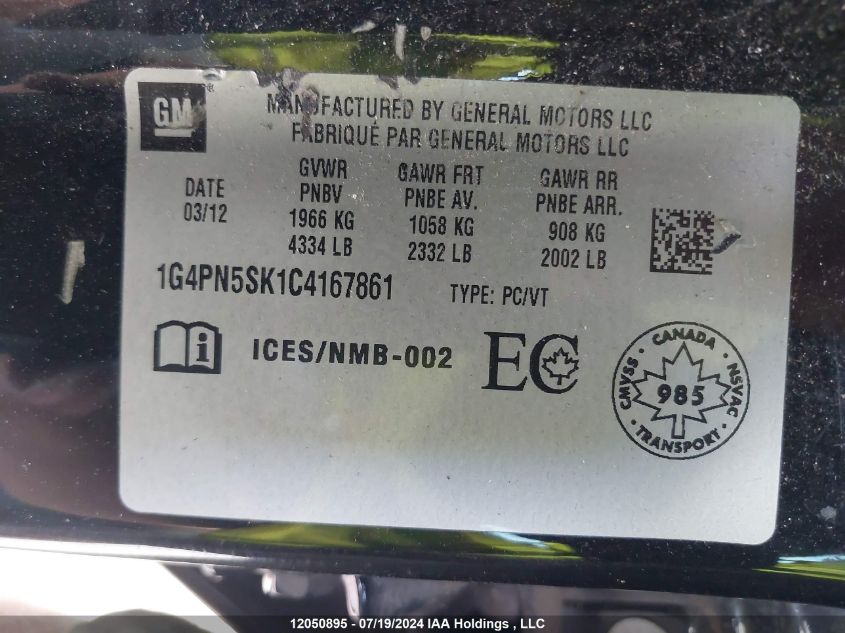 GM
MANUFACTURED BY GENERAL MOTORS LLC
FABRIQUÉ PAR GENERAL MOTORS LLC
DATE
03/12
GVWR
PNBV
1966 KG
4334 LB
GAWR FRT
PNBE AV.
1058 KG
2332 LB
GAWR RR
PNBE ARR.
908 KG
2002 LB
1G4PN5SK1C4167861 TYPE: PC/VT
i ICES/NMB-002 EC
CANADA
CMVSS
NSVAC
985
TRANSPORT
12050895 - 07/19/2024 IAA Holdings , LLC